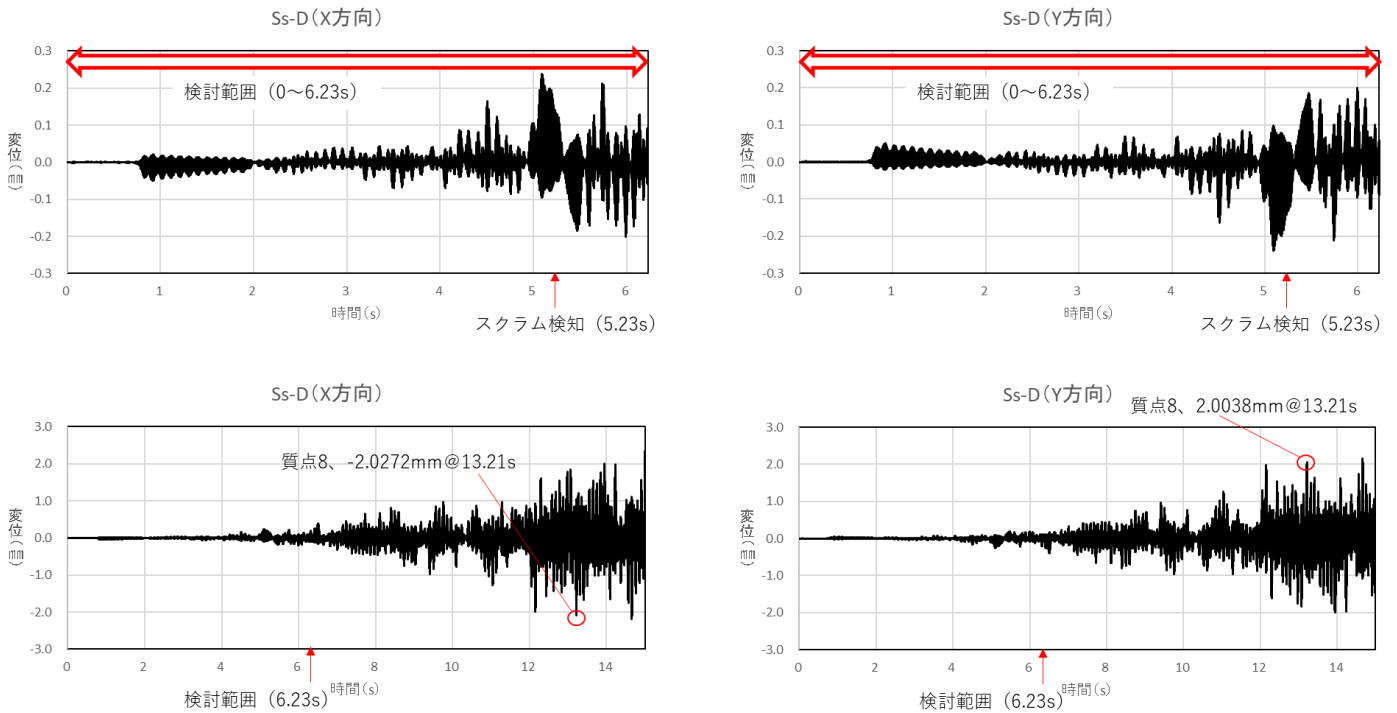 Ss-D(X方向)
0.3
0.2
0.1
0.0
-0.1
-0.2
-0.3
変位(㎜)
検討範囲（0～6.23s）
0 1 2 3 4 5 6
時間(s)
スクラム検知（5.23s）
Ss-D(Y方向)
0.3
0.2
0.1
0.0
-0.1
-0.2
-0.3
変位(㎜)
検討範囲（0～6.23s）
0 1 2 3 4 5 6
時間(s)
スクラム検知（5.23s）
Ss-D(X方向)
3.0
2.0
1.0
0.0
-1.0
-2.0
-3.0
変位(㎜)
質点8、-2.0272mm@13.21s
0 2 4 6 8 10 12 14
時間(s)
検討範囲（6.23s）
Ss-D(Y方向)
質点8、2.0038mm@13.21s
3.0
2.0
1.0
0.0
-1.0
-2.0
-3.0
変位(㎜)
0 2 4 6 8 10 12 14
時間(s)
検討範囲（6.23s）